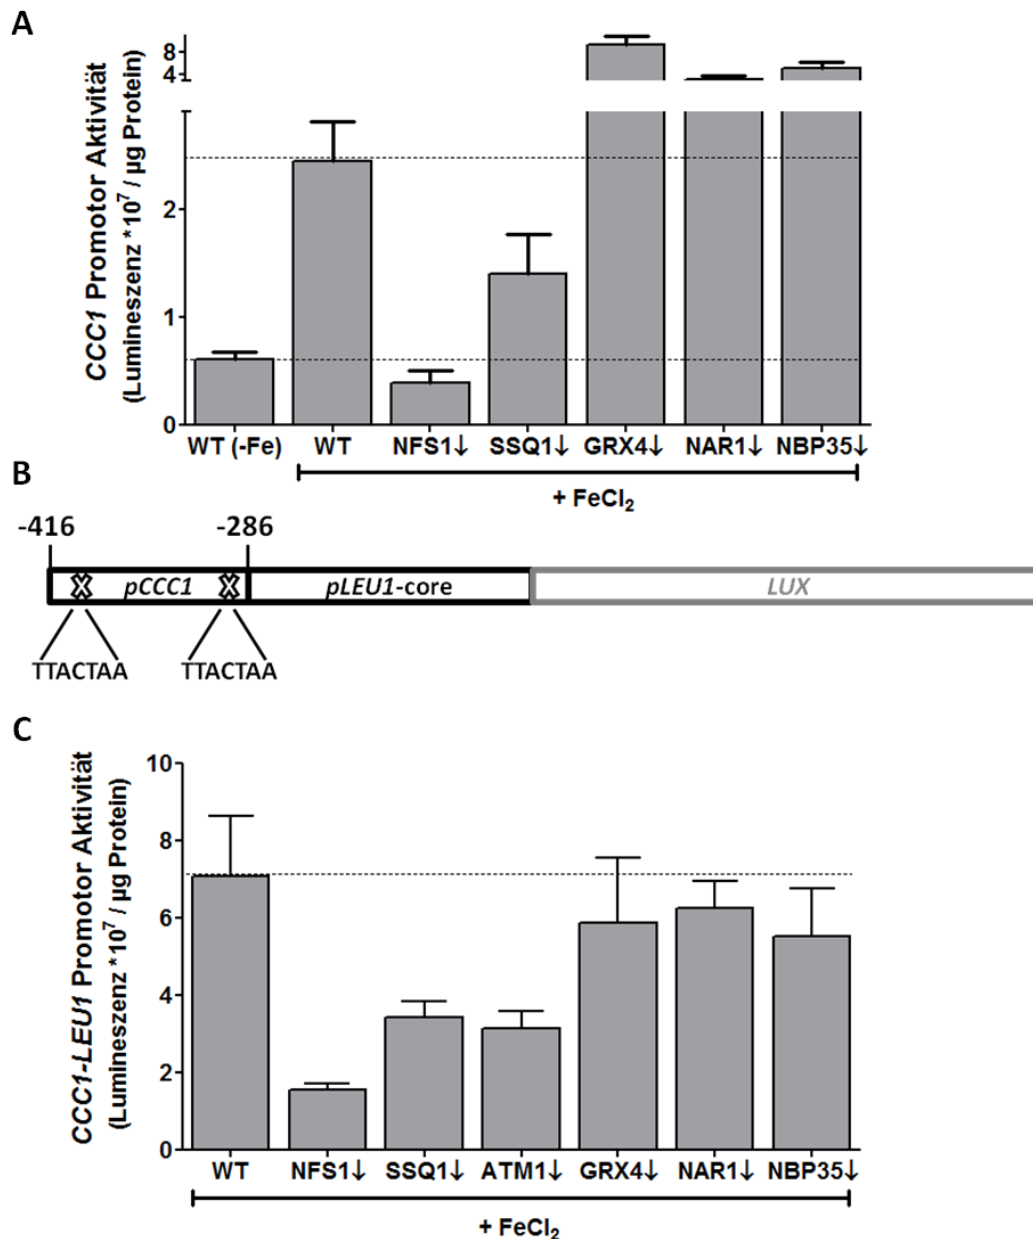 A
CCC1 Promotor Aktivität
(Lumineszenz *10⁷ / µg Protein)
8
4
2
1
0
WT (-Fe) WT NFS1↓ SSQ1↓ GRX4↓ NAR1↓ NBP35↓
+ FeCl₂
B
-416 -286
pCCC1 pLEU1-core LUX
TTACTAA TTACTAA
C
CCC1-LEU1 Promotor Aktivität
(Lumineszenz *10⁷ / µg Protein)
10
8
6
4
2
0
WT NFS1↓ SSQ1↓ ATM1↓ GRX4↓ NAR1↓ NBP35↓
+ FeCl₂